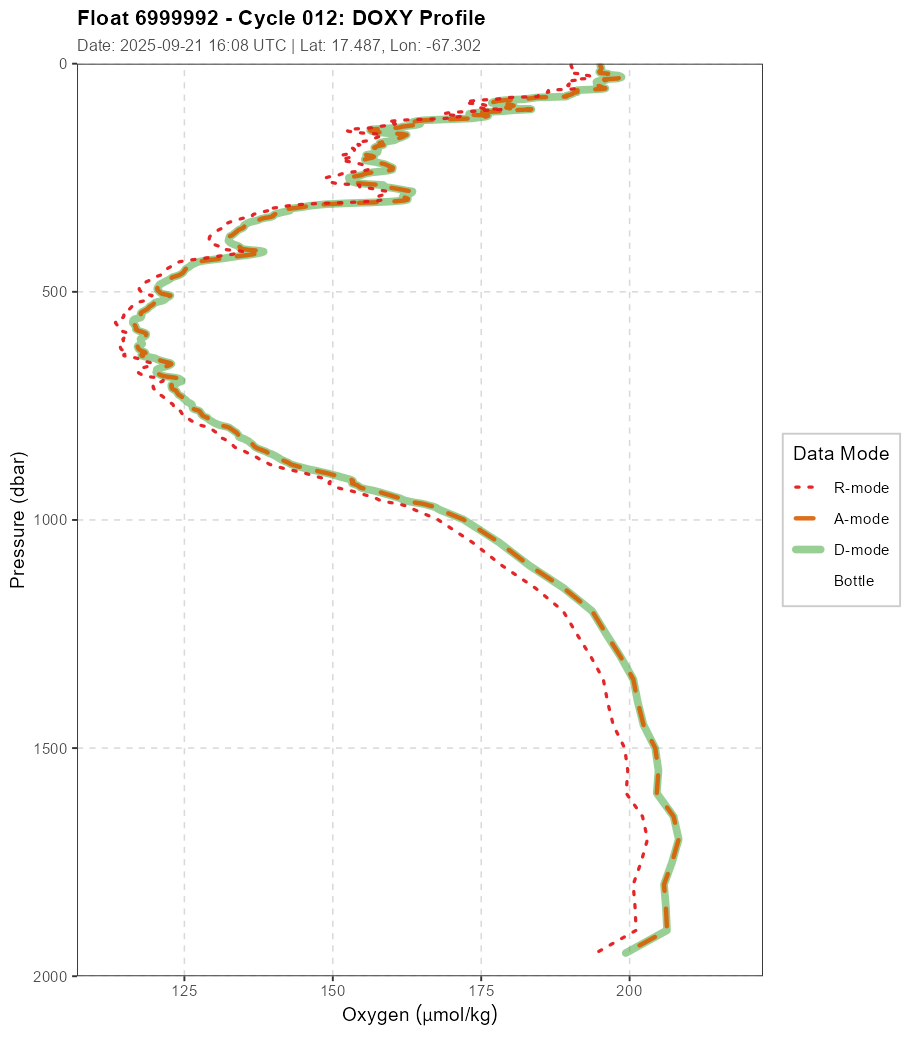 Float 6999992 - Cycle 012: DOXY Profile
Date: 2025-09-21 16:08 UTC | Lat: 17.487, Lon: -67.302
0
500
1000
1500
2000
Pressure (dbar)
125 150 175 200
Oxygen (μmol/kg)
Data Mode
R-mode
A-mode
D-mode
Bottle